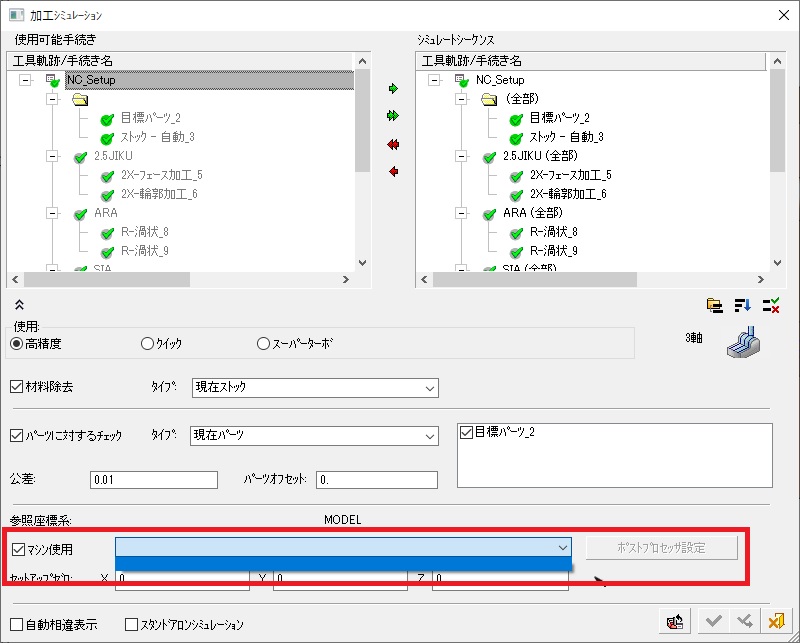 加工シミュレーション
使用可能手続き
工具軌跡/手続き名
NC_Setup
目標パーツ_2
ストック - 自動_3
2.5JIKU
2X-フェース加工_5
2X-輪郭加工_6
ARA
R-渦状_8
R-渦状_9
SIA
シミュレートシーケンス
工具軌跡/手続き名
NC_Setup
(全部)
目標パーツ_2
ストック - 自動_3
2.5JIKU (全部)
2X-フェース加工_5
2X-輪郭加工_6
ARA (全部)
R-渦状_8
R-渦状_9
SIA (全部)
使用:
高精度 クイック スーパーターボ
3軸
材料除去 タイプ: 現在ストック
パーツに対するチェック タイプ: 現在パーツ
目標パーツ_2
公差: 0.01 パーツオフセット: 0.
参照座標系: MODEL
マシン使用 ポストプロセッサ設定
セットアップゼロ: X 0 Y 0 Z 0
自動相違表示 スタンドアロンシミュレーション